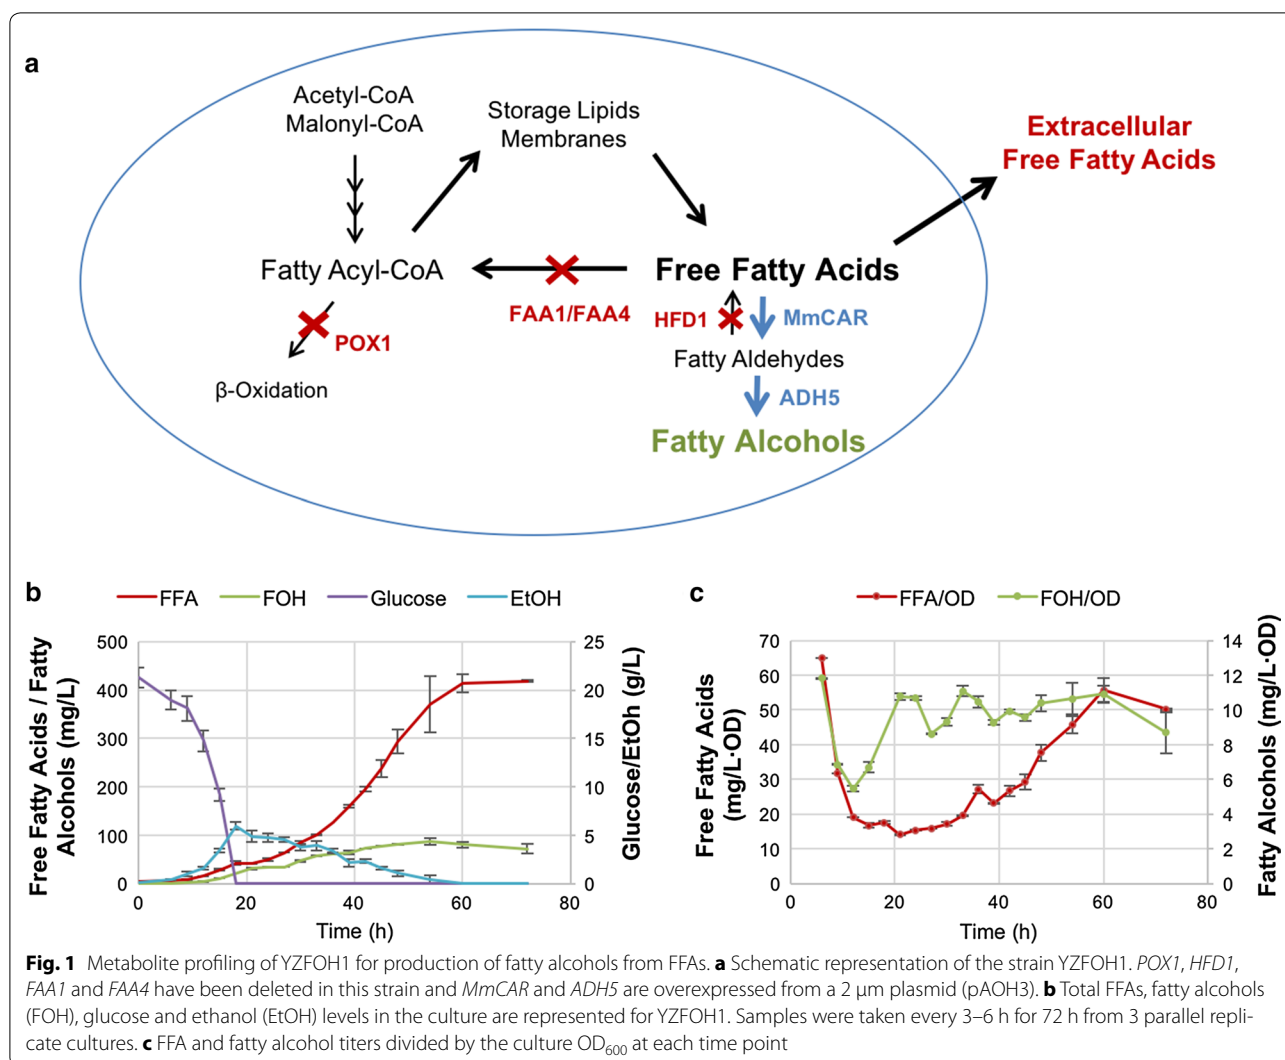 a
Acetyl-CoA
Malonyl-CoA
Storage Lipids
Membranes
Extracellular
Free Fatty Acids
Fatty Acyl-CoA
Free Fatty Acids
FAA1/FAA4
HFD1
MmCAR
POX1
Fatty Aldehydes
β-Oxidation
ADH5
Fatty Alcohols
b
FFA FOH Glucose EtOH
Free Fatty Acids / Fatty
Alcohols (mg/L)
500
400
300
200
100
0
25
20
15
10
5
0
Glucose/EtOh (g/L)
0 20 40 60 80
Time (h)
c
FFA/OD FOH/OD
Free Fatty Acids
(mg/L·OD)
70
60
50
40
30
20
10
0
14
12
10
8
6
4
2
0
Fatty Alcohols (mg/L·OD)
0 20 40 60 80
Time (h)
Fig. 1 Metabolite profiling of YZFOH1 for production of fatty alcohols from FFAs. a Schematic representation of the strain YZFOH1. POX1, HFD1,
FAA1 and FAA4 have been deleted in this strain and MmCAR and ADH5 are overexpressed from a 2 μm plasmid (pAOH3). b Total FFAs, fatty alcohols
(FOH), glucose and ethanol (EtOH) levels in the culture are represented for YZFOH1. Samples were taken every 3–6 h for 72 h from 3 parallel repli-
cate cultures. c FFA and fatty alcohol titers divided by the culture OD600 at each time point